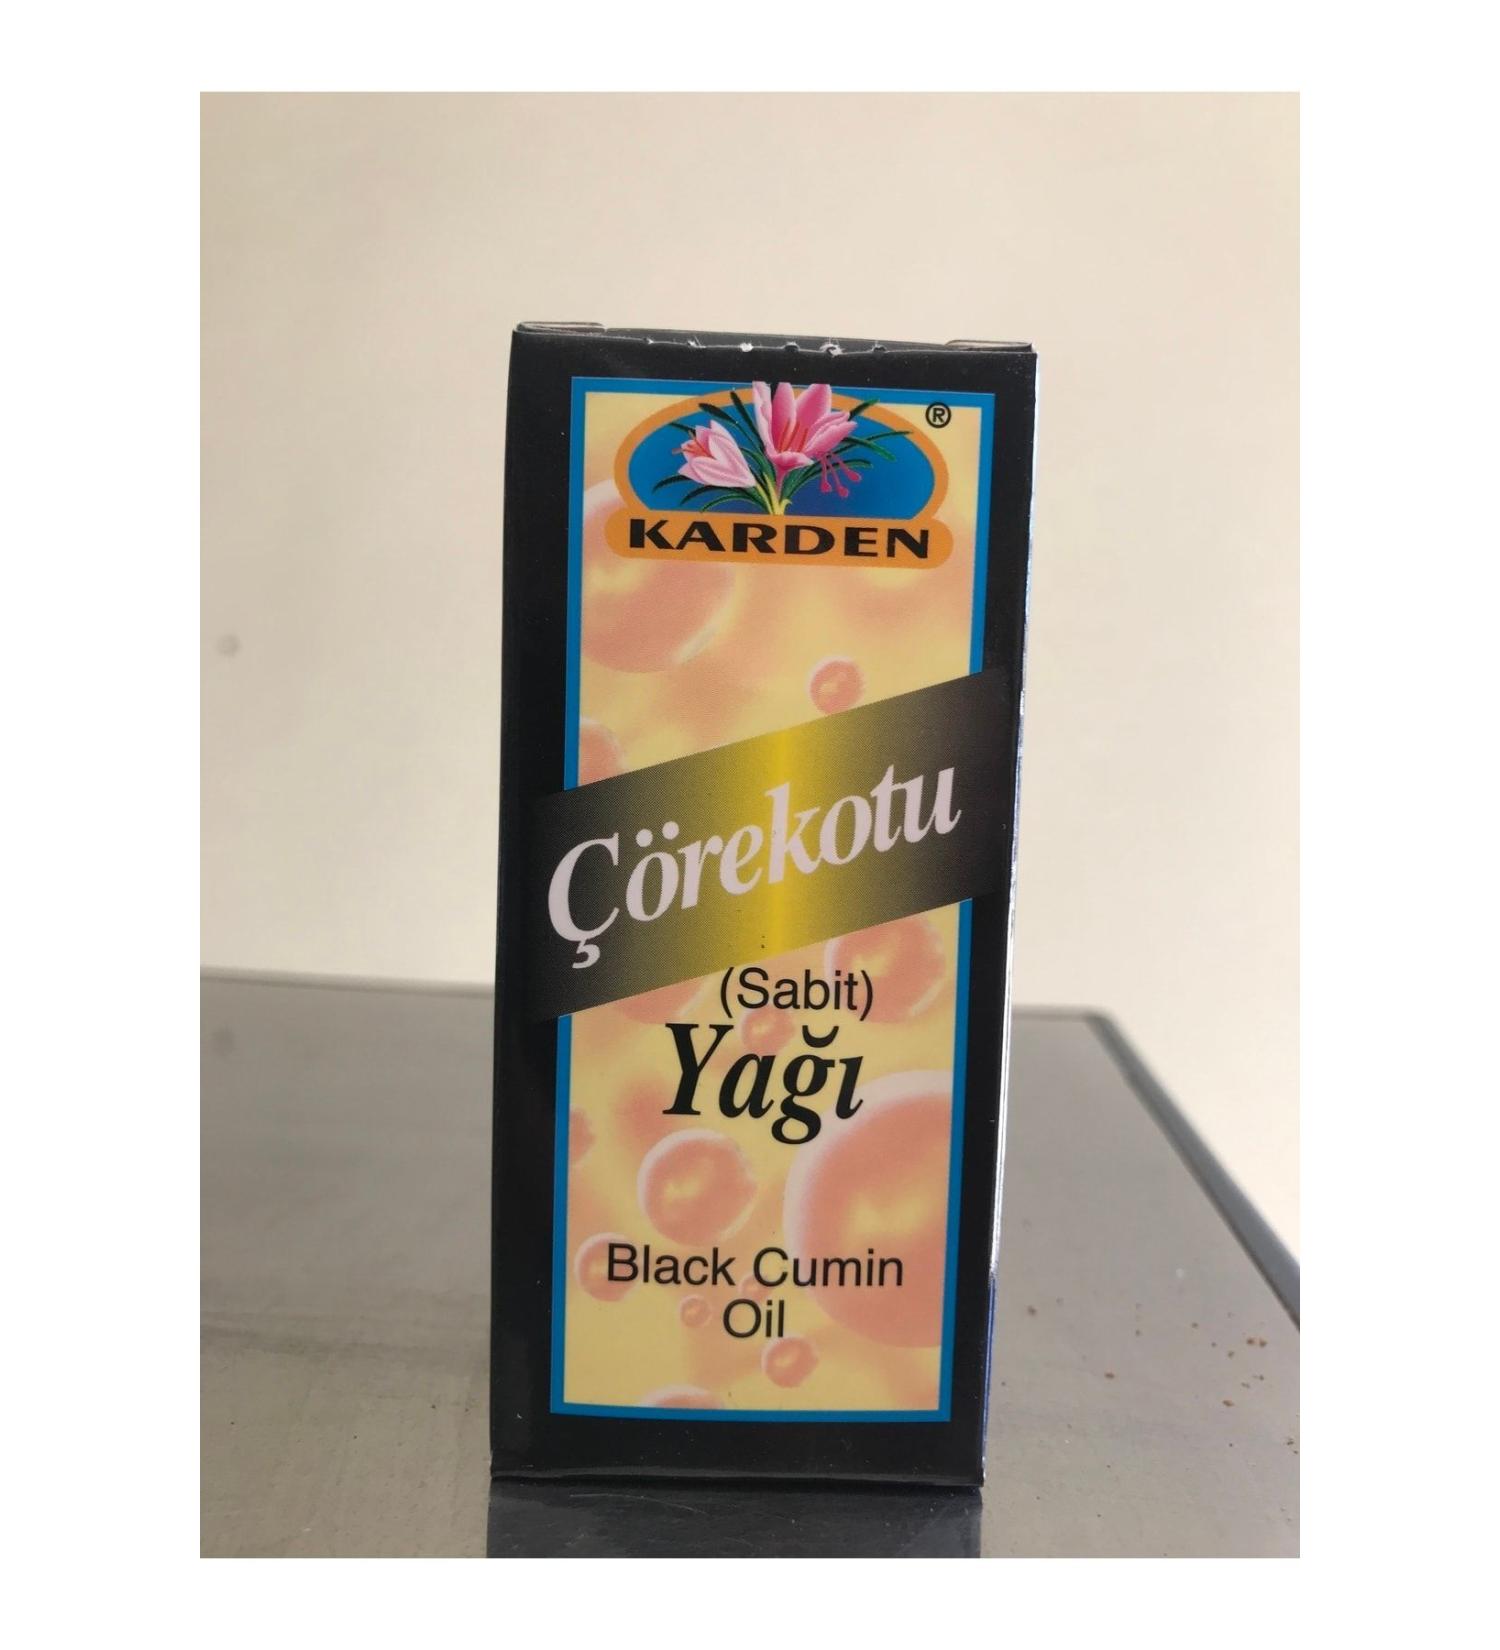 ®
KARDEN
Çörekotu
(Sabit)
Yağı
Black Cumin
Oil